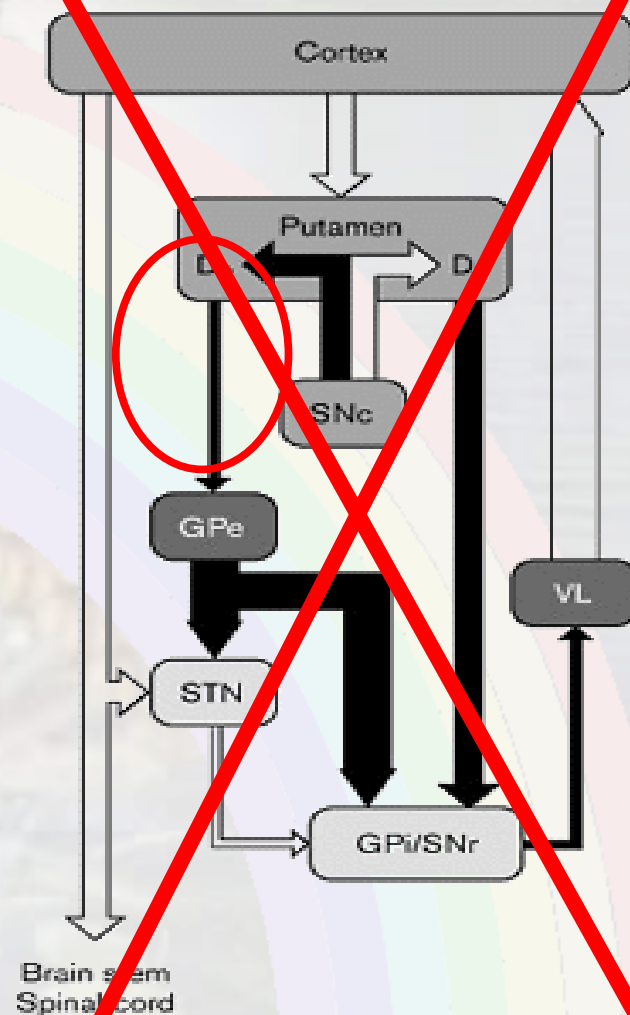 Cortex
Putamen
D
D
SNc
GPe
VL
STN
GPi/SNr
Brain stem
Spinal cord